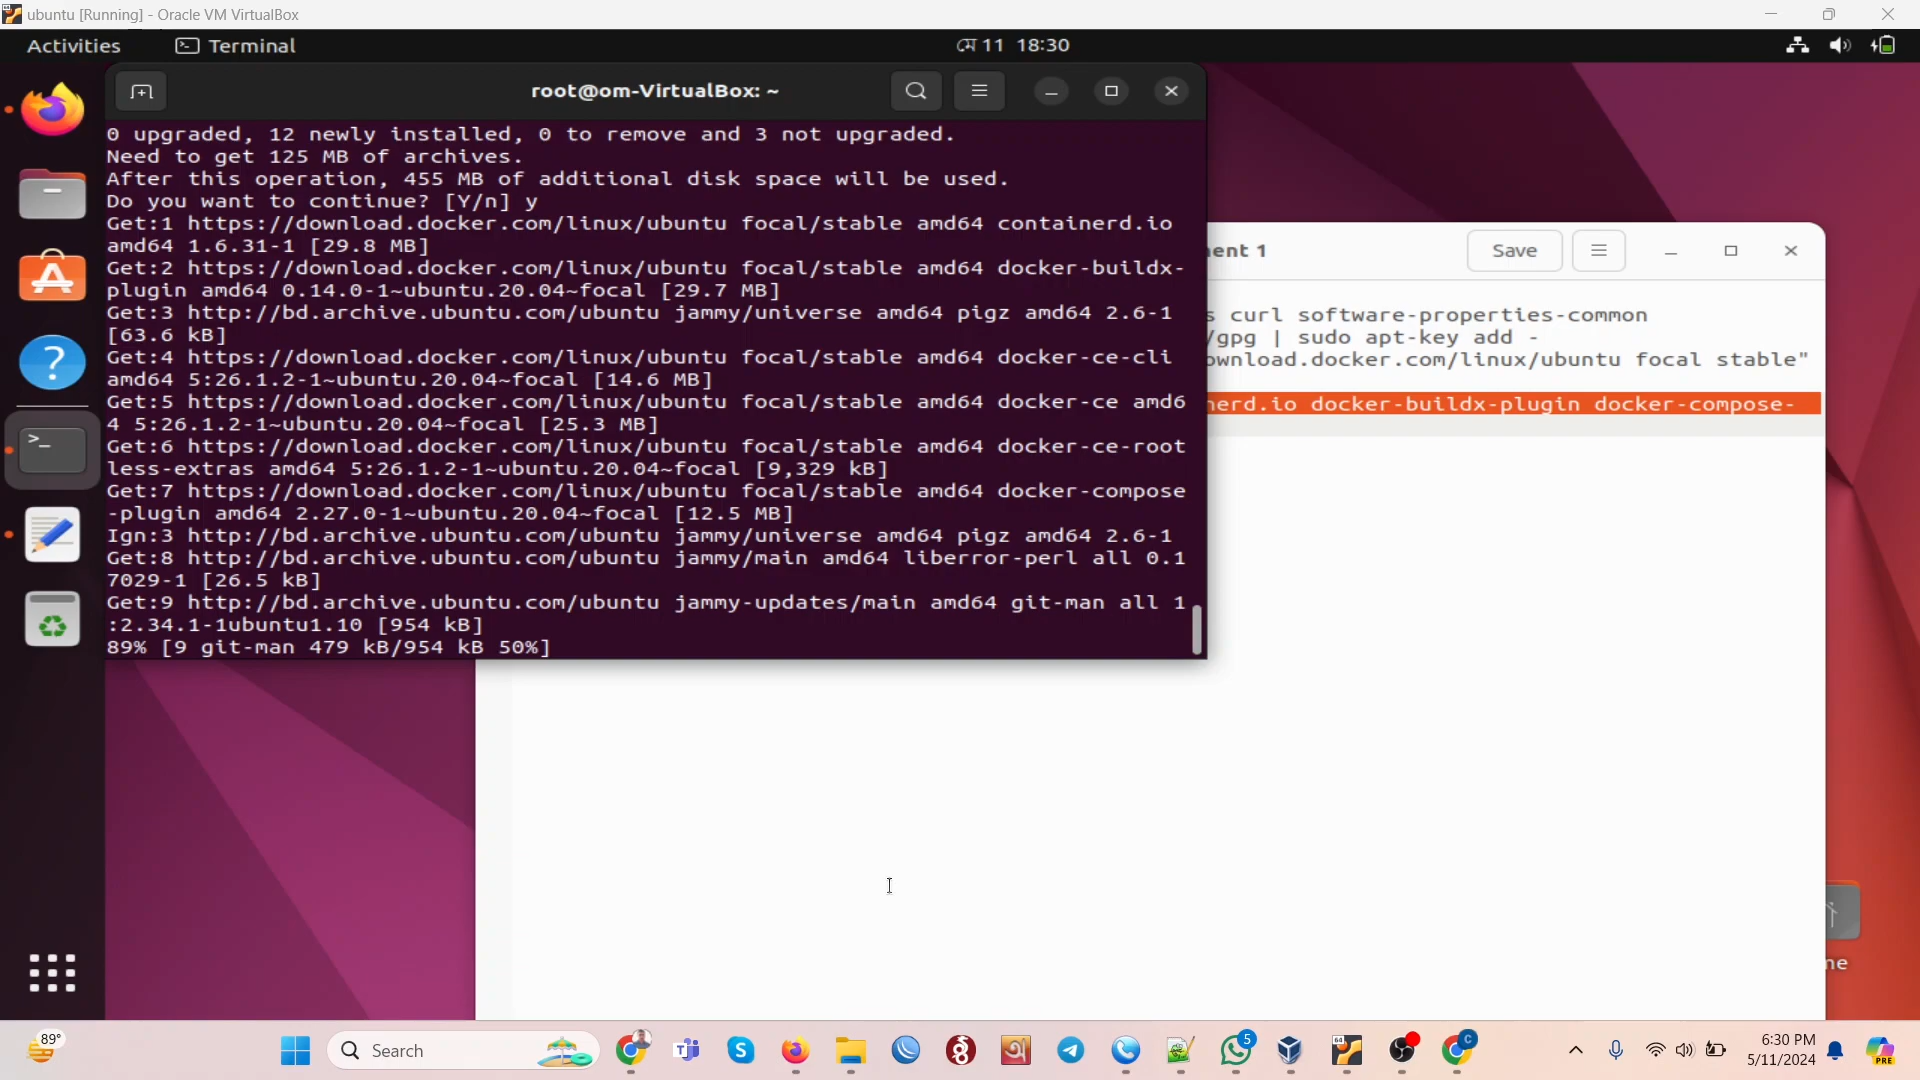 ubuntu [Running] - Oracle VM VirtualBox
Activities
Terminal
মে 11 18:30
root@om-VirtualBox: ~
0 upgraded, 12 newly installed, 0 to remove and 3 not upgraded.
Need to get 125 MB of archives.
After this operation, 455 MB of additional disk space will be used.
Do you want to continue? [Y/n] y
Get:1 https://download.docker.com/linux/ubuntu focal/stable amd64 containerd.io
amd64 1.6.31-1 [29.8 MB]
Get:2 https://download.docker.com/linux/ubuntu focal/stable amd64 docker-buildx-
plugin amd64 0.14.0-1~ubuntu.20.04~focal [29.7 MB]
Get:3 http://bd.archive.ubuntu.com/ubuntu jammy/universe amd64 pigz amd64 2.6-1
[63.6 kB]
Get:4 https://download.docker.com/linux/ubuntu focal/stable amd64 docker-ce-cli
amd64 5:26.1.2-1~ubuntu.20.04~focal [14.6 MB]
Get:5 https://download.docker.com/linux/ubuntu focal/stable amd64 docker-ce amd6
4 5:26.1.2-1~ubuntu.20.04~focal [25.3 MB]
Get:6 https://download.docker.com/linux/ubuntu focal/stable amd64 docker-ce-root
less-extras amd64 5:26.1.2-1~ubuntu.20.04~focal [9,329 kB]
Get:7 https://download.docker.com/linux/ubuntu focal/stable amd64 docker-compose
-plugin amd64 2.27.0-1~ubuntu.20.04~focal [12.5 MB]
Ign:3 http://bd.archive.ubuntu.com/ubuntu jammy/universe amd64 pigz amd64 2.6-1
Get:8 http://bd.archive.ubuntu.com/ubuntu jammy/main amd64 liberror-perl all 0.1
7029-1 [26.5 kB]
Get:9 http://bd.archive.ubuntu.com/ubuntu jammy-updates/main amd64 git-man all 1
:2.34.1-1ubuntu1.10 [954 kB]
89% [9 git-man 479 kB/954 kB 50%]
ent 1
Save
s curl software-properties-common
/gpg | sudo apt-key add -
ownload.docker.com/linux/ubuntu focal stable"
nerd.io docker-buildx-plugin docker-compose-
me
89°
Search
5
C
6:30 PM
5/11/2024
PRE